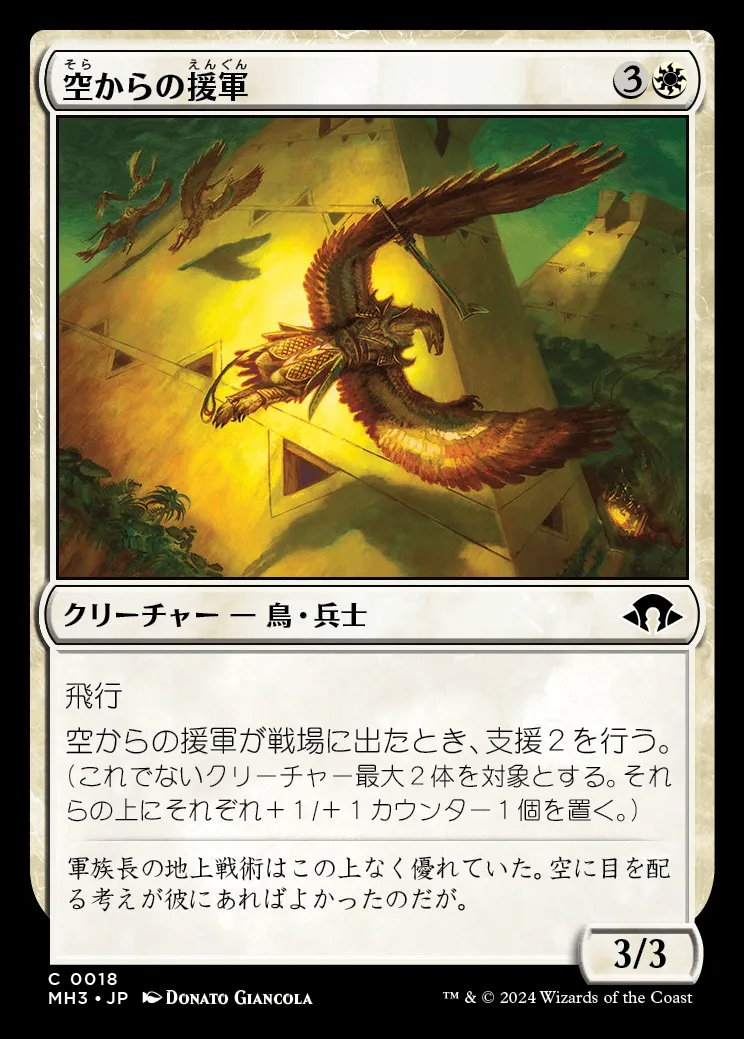 そら えんぐん
空からの援軍 3
クリーチャー — 鳥・兵士
飛行
空からの援軍が戦場に出たとき、支援２を行う。
（これでないクリーチャー最大２体を対象とする。それ
らの上にそれぞれ＋１/＋１カウンター１個を置く。）
軍族長の地上戦術はこの上なく優れていた。空に目を配
る考えが彼にあればよかったのだが。
3/3
C 0018
MH3 • JP Donato Giancola
™ & © 2024 Wizards of the Coast